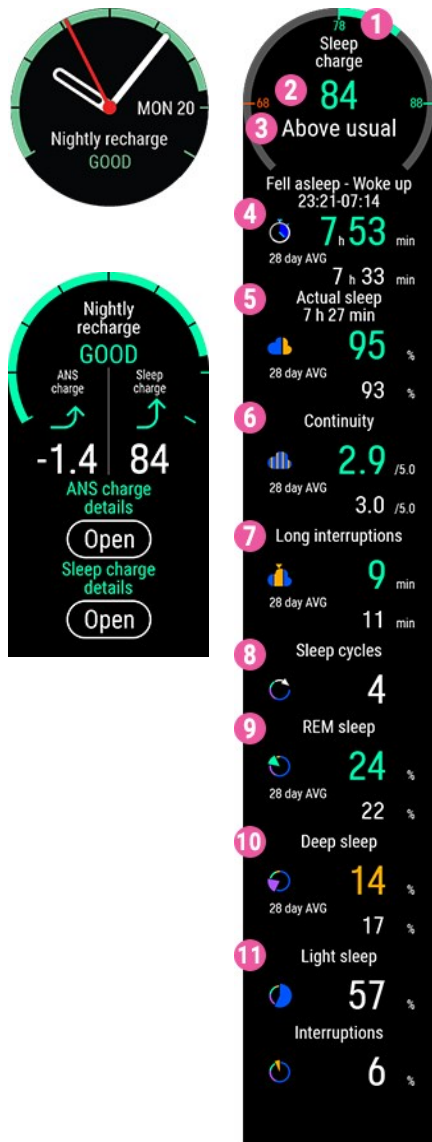 MON 20
Nightly recharge
GOOD
Nightly
recharge
GOOD
ANS
charge
Sleep
charge
-1.4
84
ANS charge
details
Open
Sleep charge
details
Open
1
78
Sleep
charge
68
2
84
88
3
Above usual
Fell asleep - Woke up
23:21-07:14
4
7 h 53 min
28 day AVG
7 h 33 min
5
Actual sleep
7 h 27 min
95 %
28 day AVG
93 %
6
Continuity
2.9 /5.0
28 day AVG
3.0 /5.0
7
Long interruptions
9 min
28 day AVG
11 min
8
Sleep cycles
4
9
REM sleep
24 %
28 day AVG
22 %
10
Deep sleep
14 %
28 day AVG
17 %
11
Light sleep
57 %
Interruptions
6 %